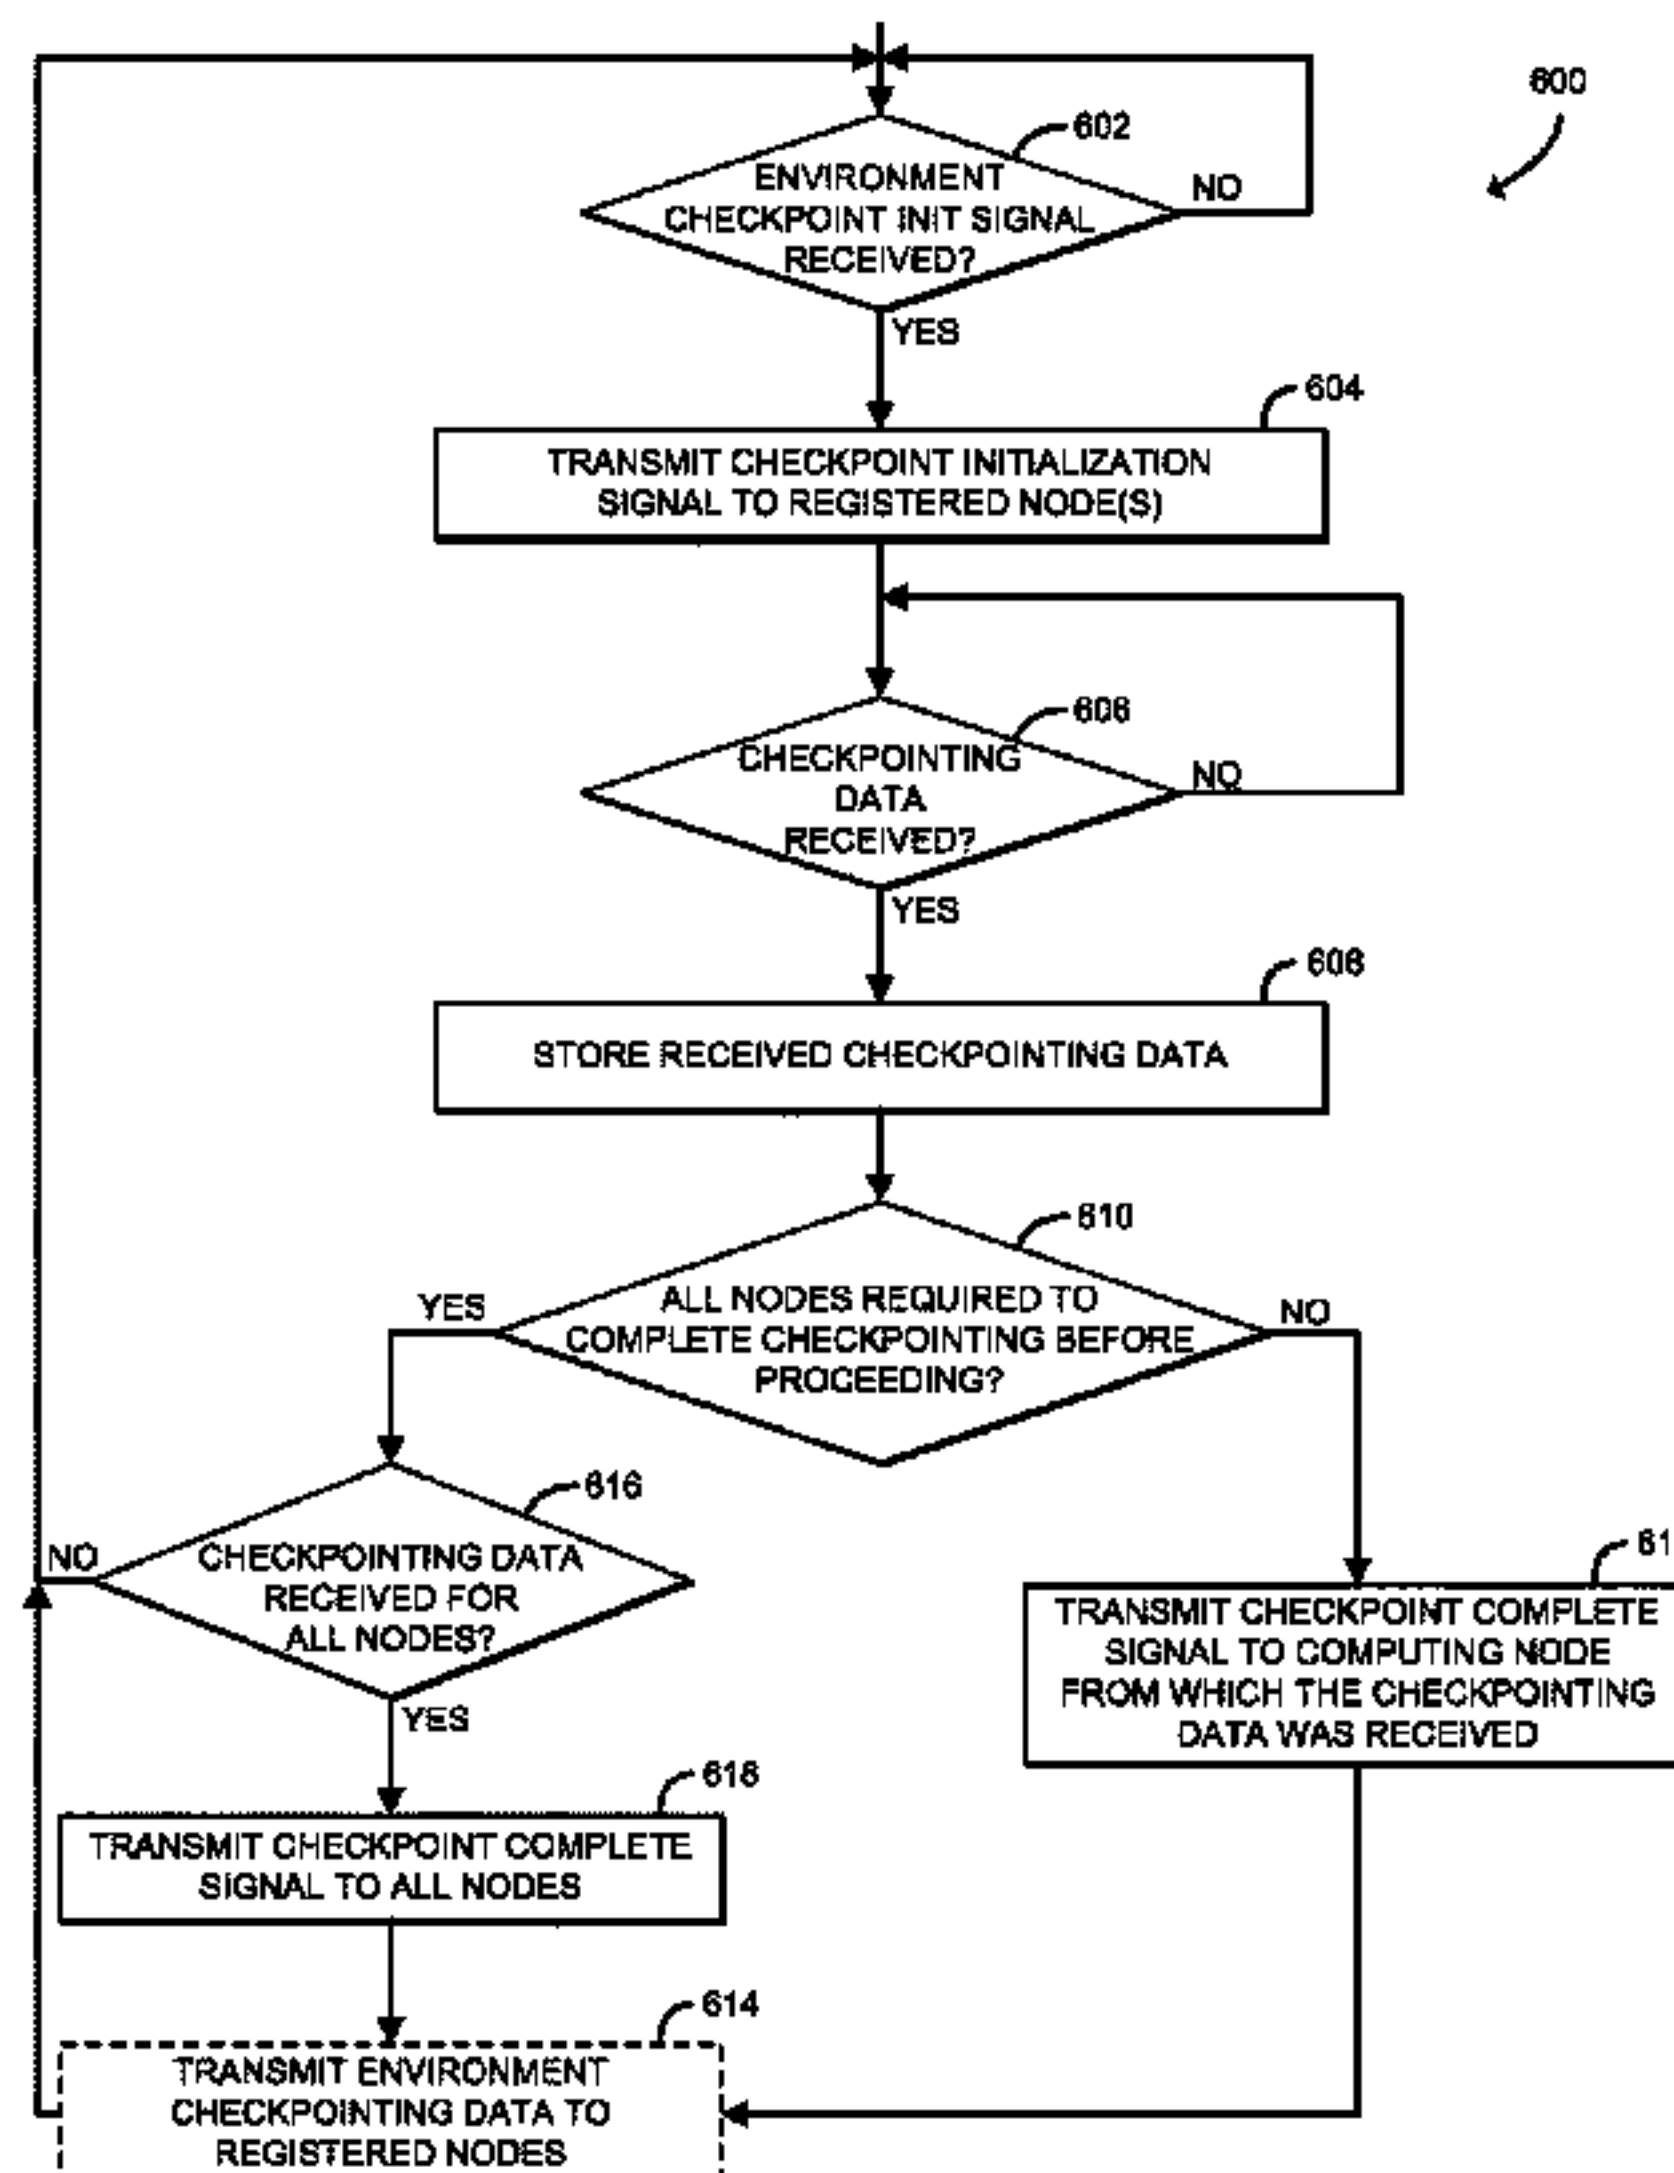 600
602
ENVIRONMENT
CHECKPOINT INIT SIGNAL
RECEIVED?
NO
YES
604
TRANSMIT CHECKPOINT INITIALIZATION
SIGNAL TO REGISTERED NODE(S)
606
CHECKPOINTING
DATA
RECEIVED?
NO
YES
608
STORE RECEIVED CHECKPOINTING DATA
610
ALL NODES REQUIRED TO
COMPLETE CHECKPOINTING BEFORE
PROCEEDING?
YES
NO
616
CHECKPOINTING DATA
RECEIVED FOR
ALL NODES?
NO
YES
61
TRANSMIT CHECKPOINT COMPLETE
SIGNAL TO COMPUTING NODE
FROM WHICH THE CHECKPOINTING
DATA WAS RECEIVED
618
TRANSMIT CHECKPOINT COMPLETE
SIGNAL TO ALL NODES
614
TRANSMIT ENVIRONMENT
CHECKPOINTING DATA TO
REGISTERED NODES